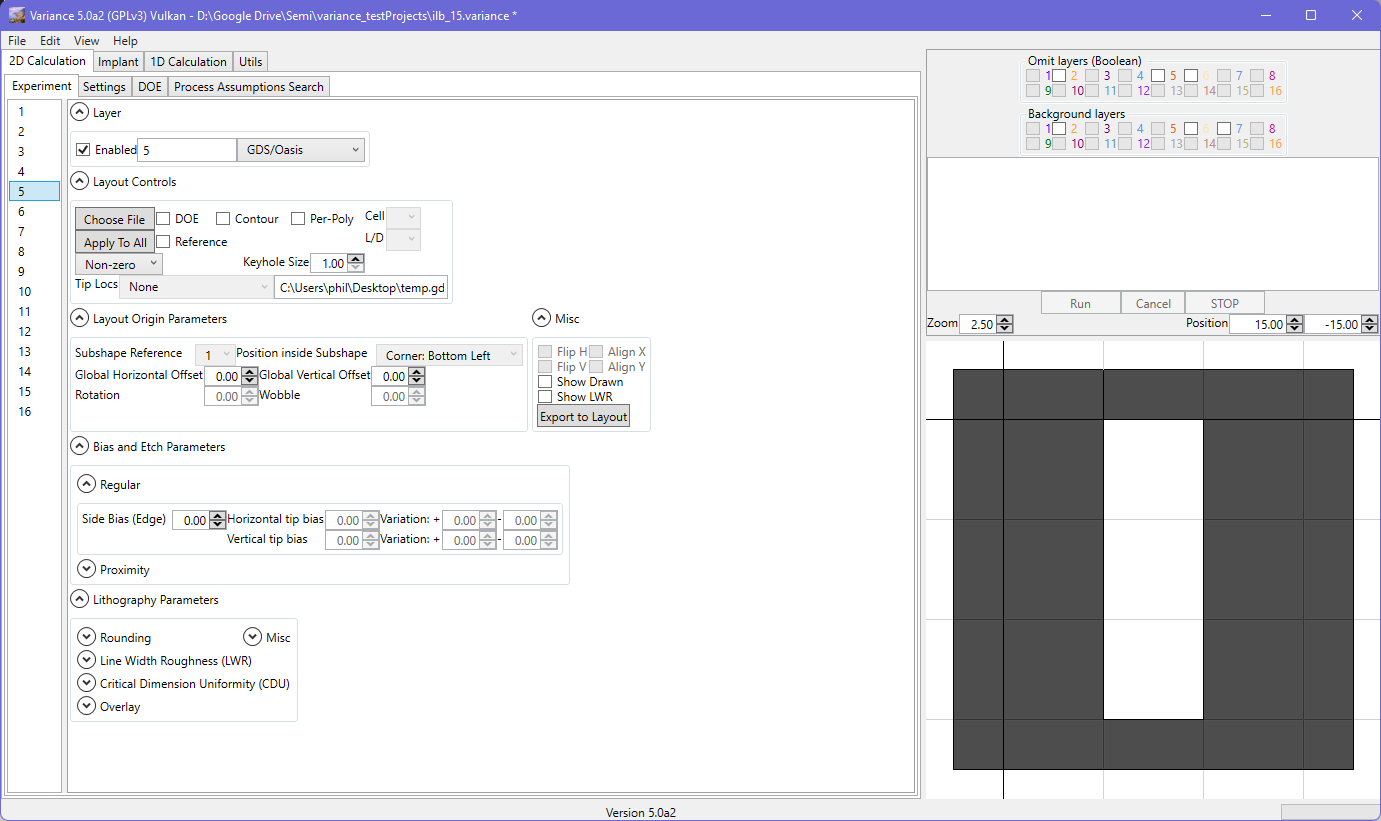 Variance 5.0a2 (GPLv3) Vulkan - D:\Google Drive\Semi\variance_testProjects\ilb_15.variance *
File Edit View Help
2D Calculation Implant 1D Calculation Utils
Experiment Settings DOE Process Assumptions Search
1
2
3
4
5
6
7
8
9
10
11
12
13
14
15
16
Layer
Enabled 5 GDS/Oasis
Layout Controls
Choose File DOE Contour Per-Poly Cell
Apply To All Reference L/D
Non-zero Keyhole Size 1.00
Tip Locs None C:\Users\phil\Desktop\temp.gd
Layout Origin Parameters
Subshape Reference 1 Position inside Subshape Corner: Bottom Left
Global Horizontal Offset 0.00 Global Vertical Offset 0.00
Rotation 0.00 Wobble 0.00
Misc
Flip H Align X
Flip V Align Y
Show Drawn
Show LWR
Export to Layout
Bias and Etch Parameters
Regular
Side Bias (Edge) 0.00 Horizontal tip bias 0.00 Variation: + 0.00 - 0.00
Vertical tip bias 0.00 Variation: + 0.00 - 0.00
Proximity
Lithography Parameters
Rounding Misc
Line Width Roughness (LWR)
Critical Dimension Uniformity (CDU)
Overlay
Omit layers (Boolean)
1 2 3 4 5 6 7 8
9 10 11 12 13 14 15 16
Background layers
1 2 3 4 5 6 7 8
9 10 11 12 13 14 15 16
Run Cancel STOP
Zoom 2.50 Position 15.00 -15.00
Version 5.0a2